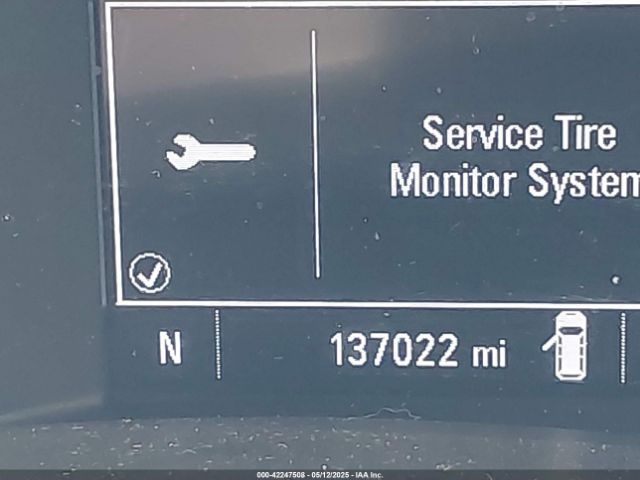 Service Tire
Monitor System
N
137022 mi
000-42247508 - 05/12/2025 - IAA Inc.